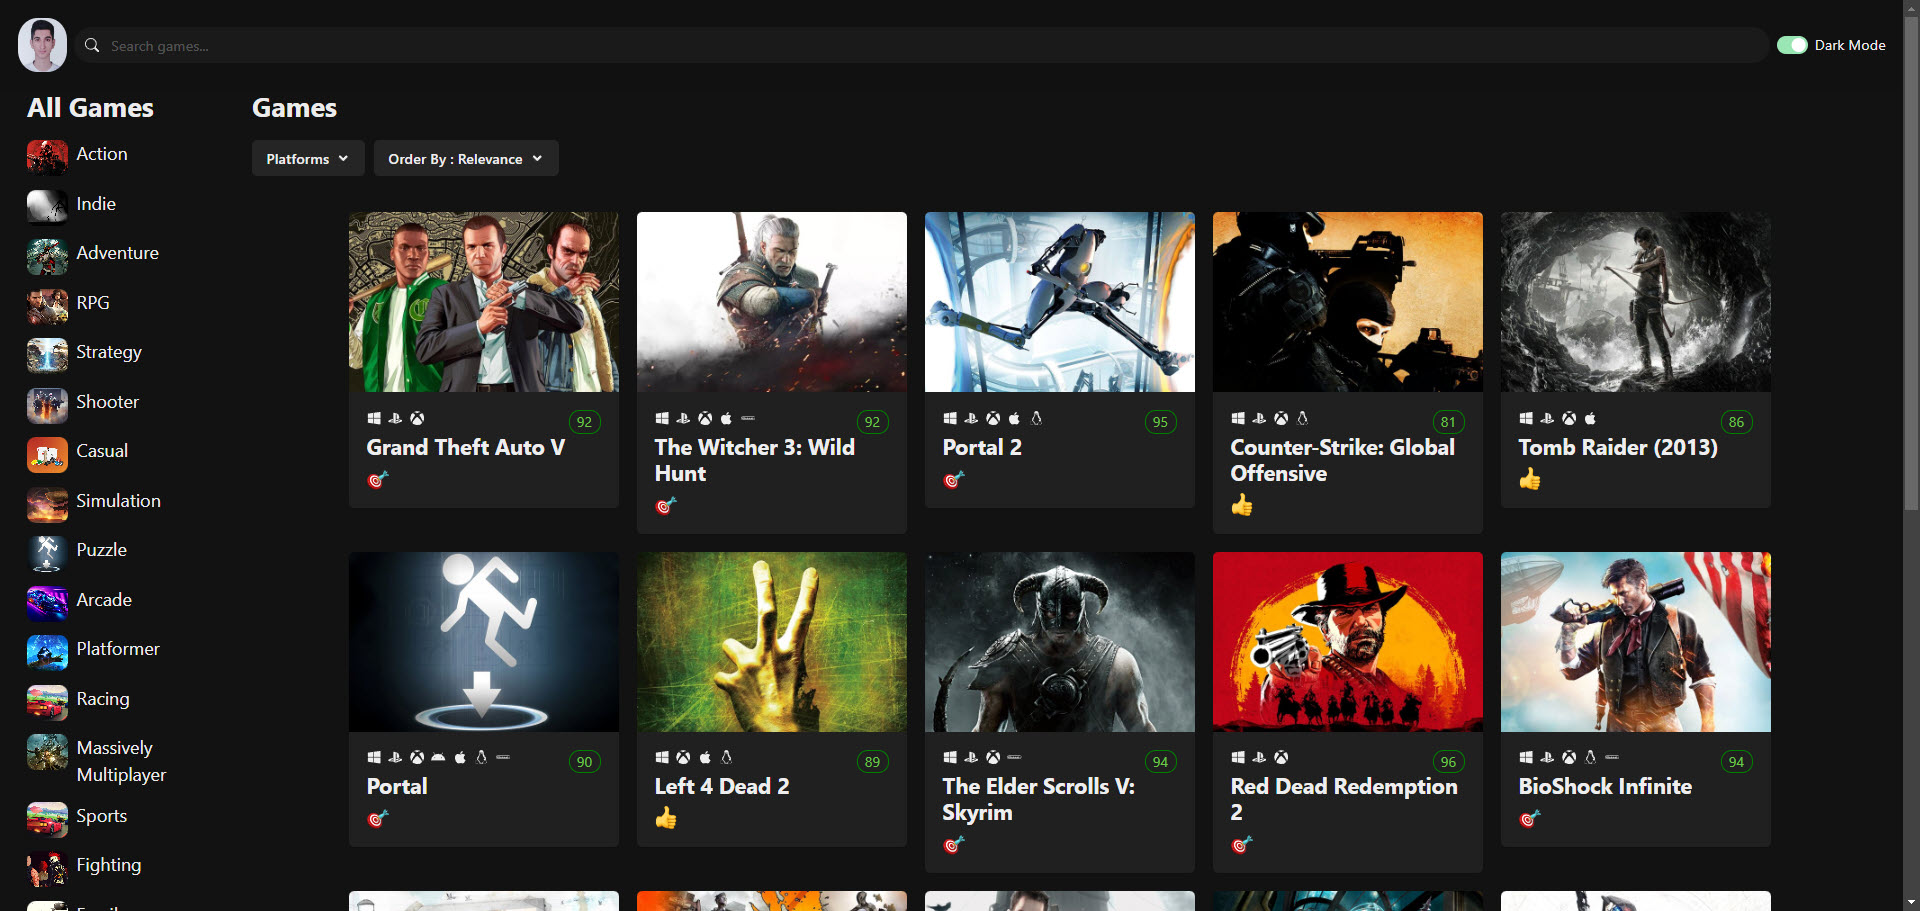 Search games...
Dark Mode
All Games
Action
Indie
Adventure
RPG
Strategy
Shooter
Casual
Simulation
Puzzle
Arcade
Platformer
Racing
Massively
Multiplayer
Sports
Fighting
Games
Platforms
Order By : Relevance
92
Grand Theft Auto V
92
The Witcher 3: Wild
Hunt
95
Portal 2
81
Counter-Strike: Global
Offensive
86
Tomb Raider (2013)
90
Portal
89
Left 4 Dead 2
94
The Elder Scrolls V:
Skyrim
96
Red Dead Redemption
2
94
BioShock Infinite